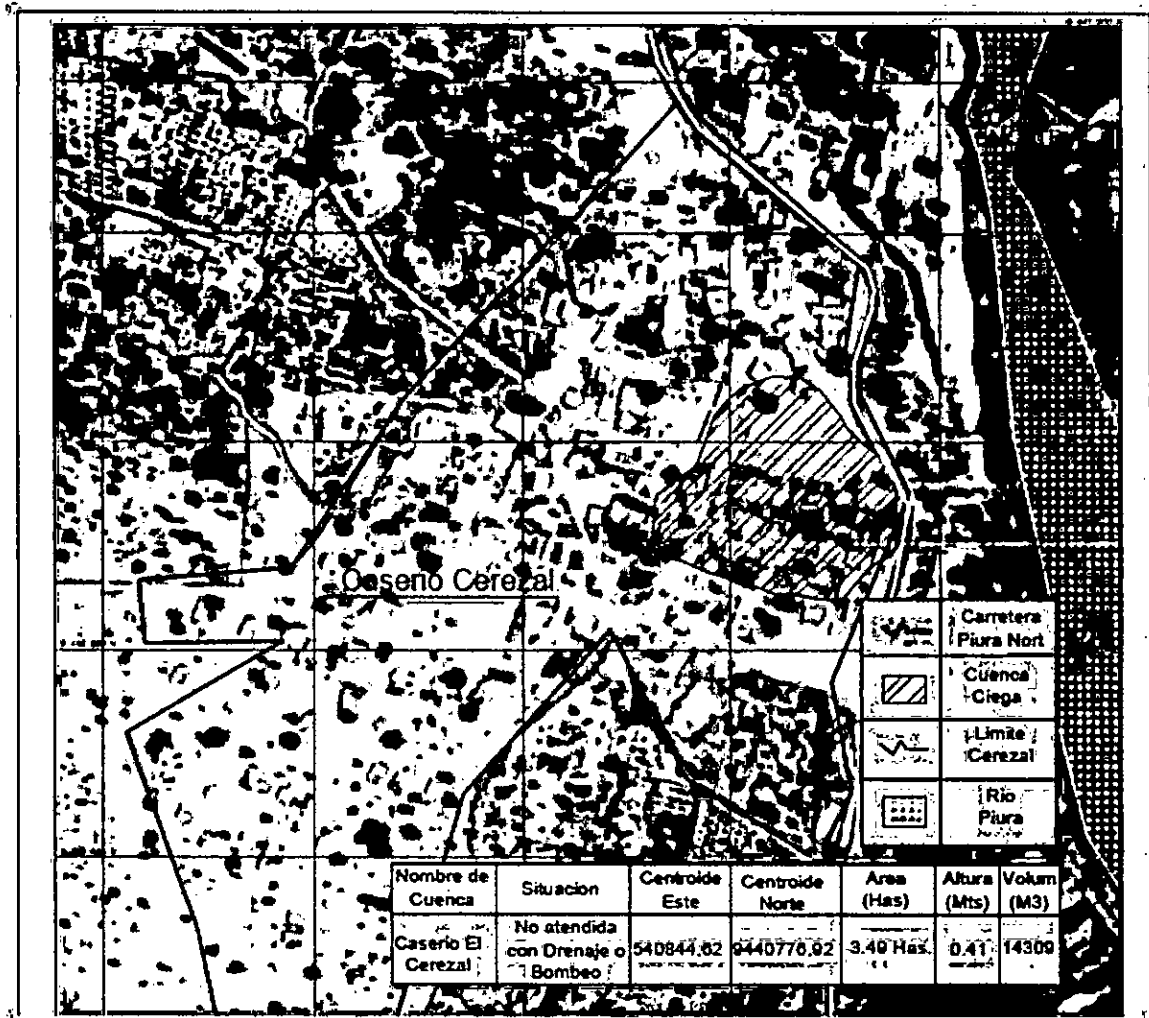 Caserio Cerezal
Carretera
Piura Nort
Cuenca
Ciega
Limite
Cerezal
Rio
Piura
Nombre de Cuenca | Situacion | Centroide Este | Centroide Norte | Area (Has) | Altura (Mts) | Volum (M3)
Caserio El Cerezal | No atendida con Drenaje o Bombeo | 540844,62 | 9440776,92 | 3.49 Has. | 0.41 | 14309